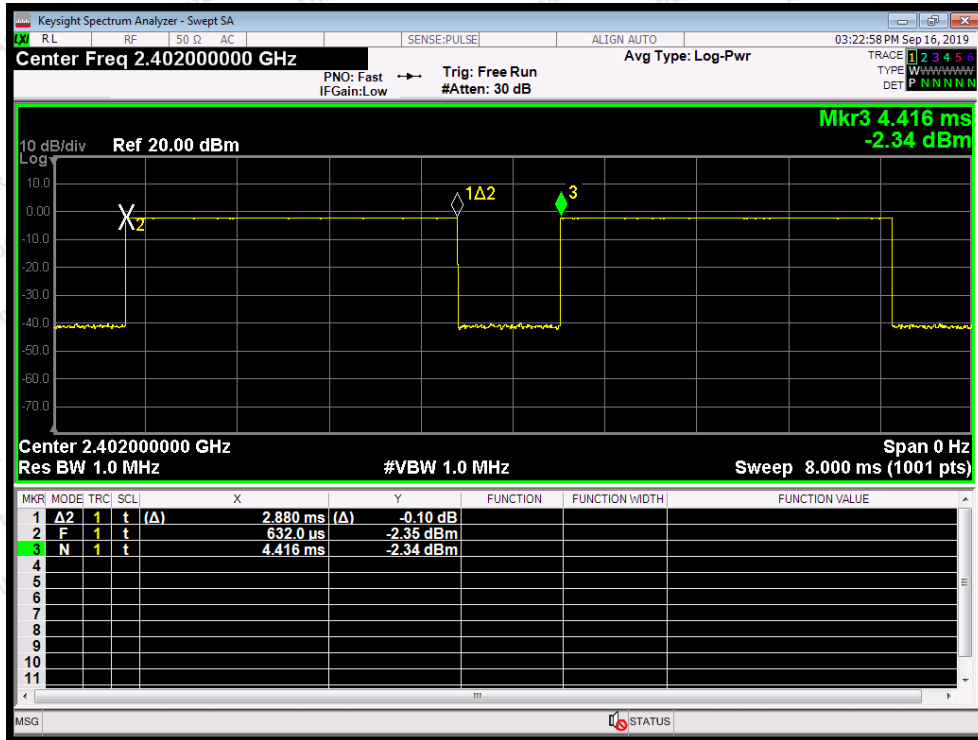 Keysight Spectrum Analyzer - Swept SA
LXI RL RF 50 Ω AC SENSE:PULSE ALIGN AUTO 03:22:58 PM Sep 16, 2019
Center Freq 2.402000000 GHz
PNO: Fast
IFGain:Low
Trig: Free Run
#Atten: 30 dB
Avg Type: Log-Pwr
TRACE 1 2 3 4 5 6
TYPE W
DET P N N N N N
Mkr3 4.416 ms
-2.34 dBm
10 dB/div Ref 20.00 dBm
Log
10.0
0.00
-10.0
-20.0
-30.0
-40.0
-50.0
-60.0
-70.0
2
1Δ2
3
Center 2.402000000 GHz Span 0 Hz
Res BW 1.0 MHz #VBW 1.0 MHz Sweep 8.000 ms (1001 pts)
MKR MODE TRC SCL X Y FUNCTION FUNCTION WIDTH FUNCTION VALUE
1 Δ2 1 t (Δ) 2.880 ms (Δ) -0.10 dB
2 F 1 t 632.0 µs -2.35 dBm
3 N 1 t 4.416 ms -2.34 dBm
4
5
6
7
8
9
10
11
MSG STATUS